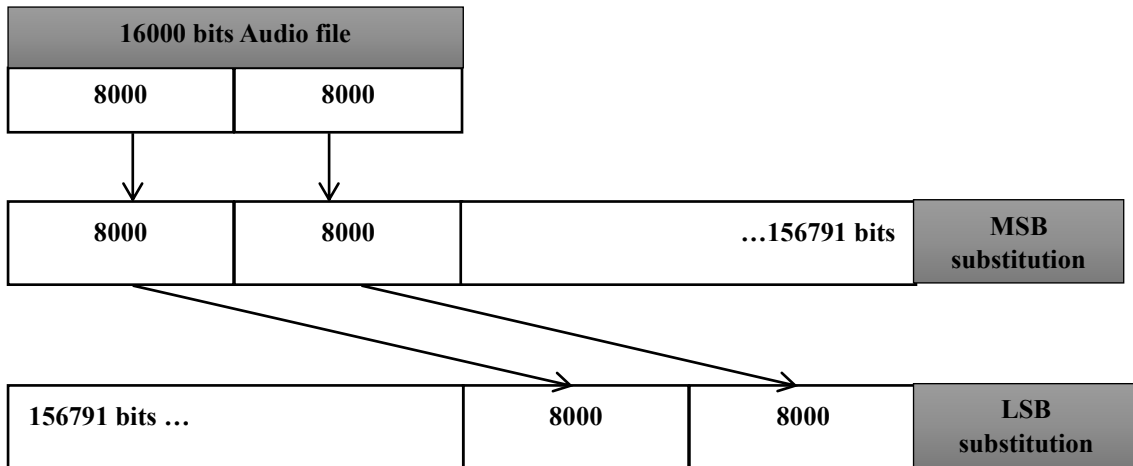 16000 bits Audio file
8000
8000
8000
8000
…156791 bits
MSB
substitution
156791 bits …
8000
8000
LSB
substitution